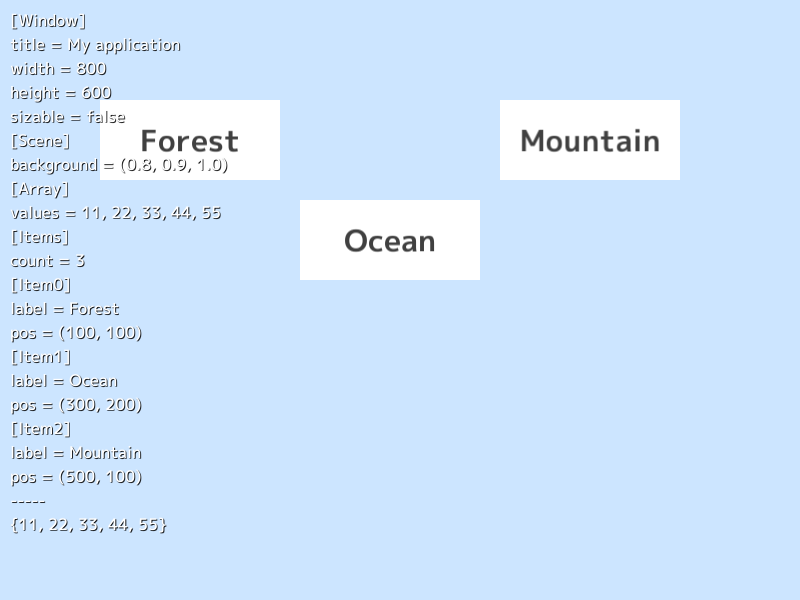 [Window]
title = My application
width = 800
height = 600
sizable = false
[Scene]
background = (0.8, 0.9, 1.0)
[Array]
values = 11, 22, 33, 44, 55
[Items]
count = 3
[Item0]
label = Forest
pos = (100, 100)
[Item1]
label = Ocean
pos = (300, 200)
[Item2]
label = Mountain
pos = (500, 100)
-----
{11, 22, 33, 44, 55}
Forest
Mountain
Ocean